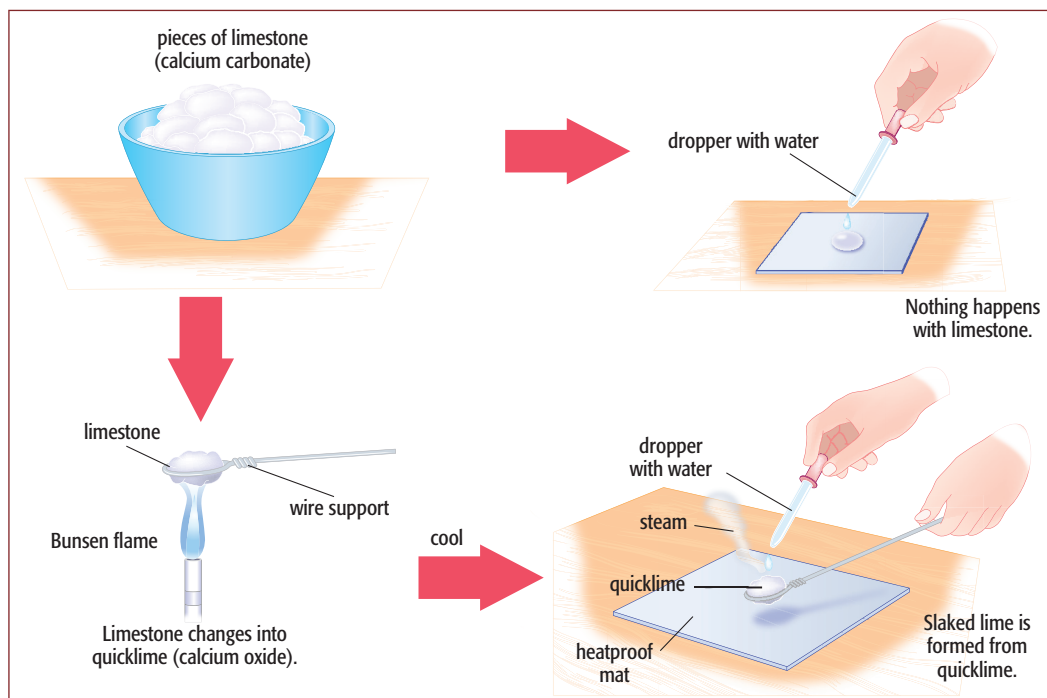 pieces of limestone
(calcium carbonate)
dropper with water
Nothing happens
with limestone.
limestone
wire support
Bunsen flame
Limestone changes into
quicklime (calcium oxide).
cool
dropper
with water
steam
quicklime
heatproof
mat
Slaked lime is
formed from
quicklime.